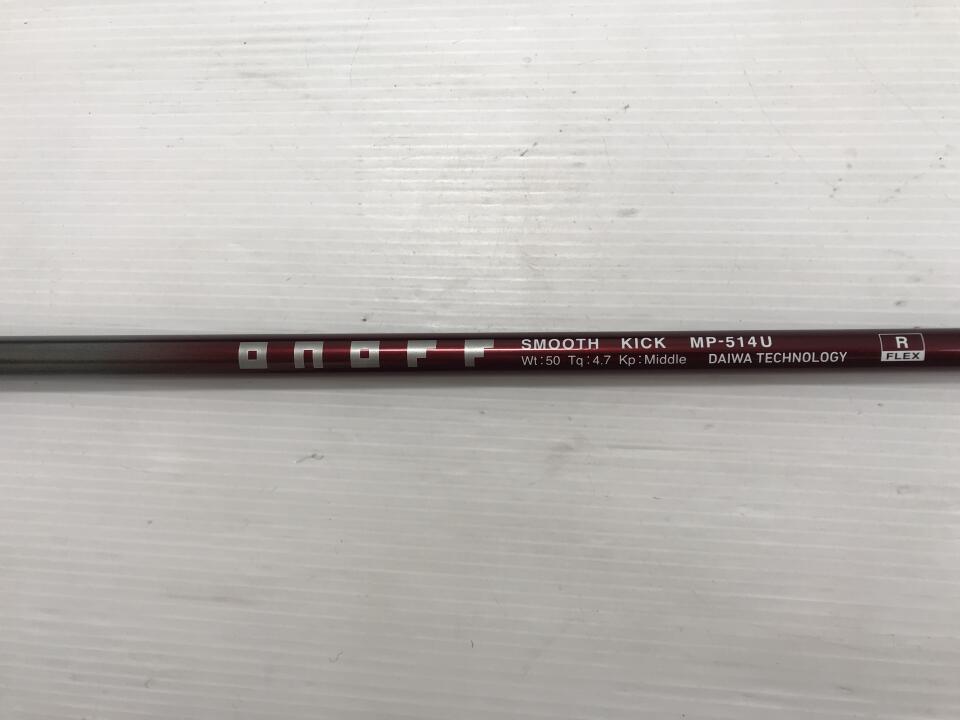 onoFF
SMOOTH KICK MP-514U
Wt:50 Tq:4.7 Kp:Middle DAIWA TECHNOLOGY
R
FLEX